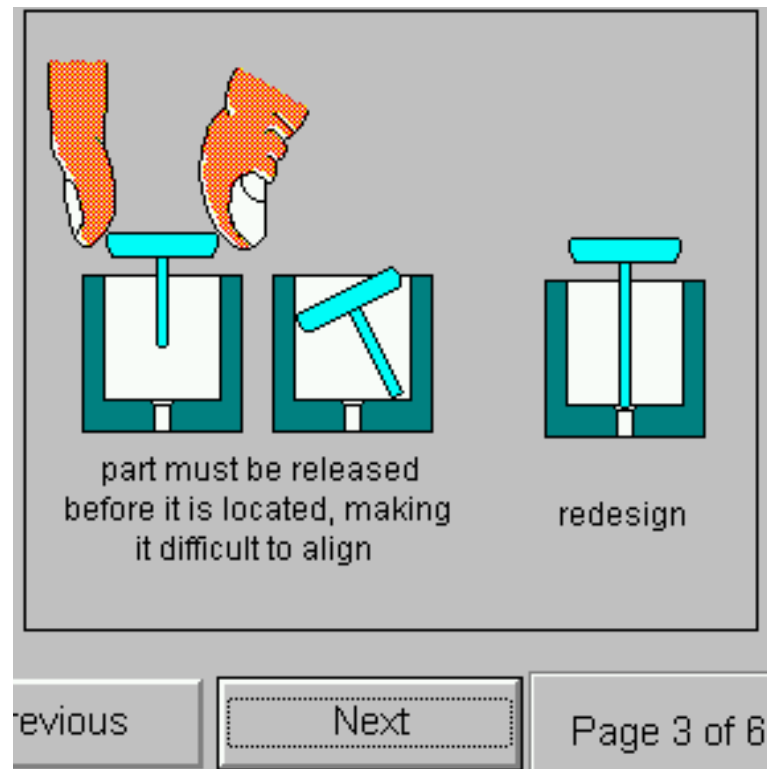 part must be released
before it is located, making
it difficult to align
redesign
revious
Next
Page 3 of 6